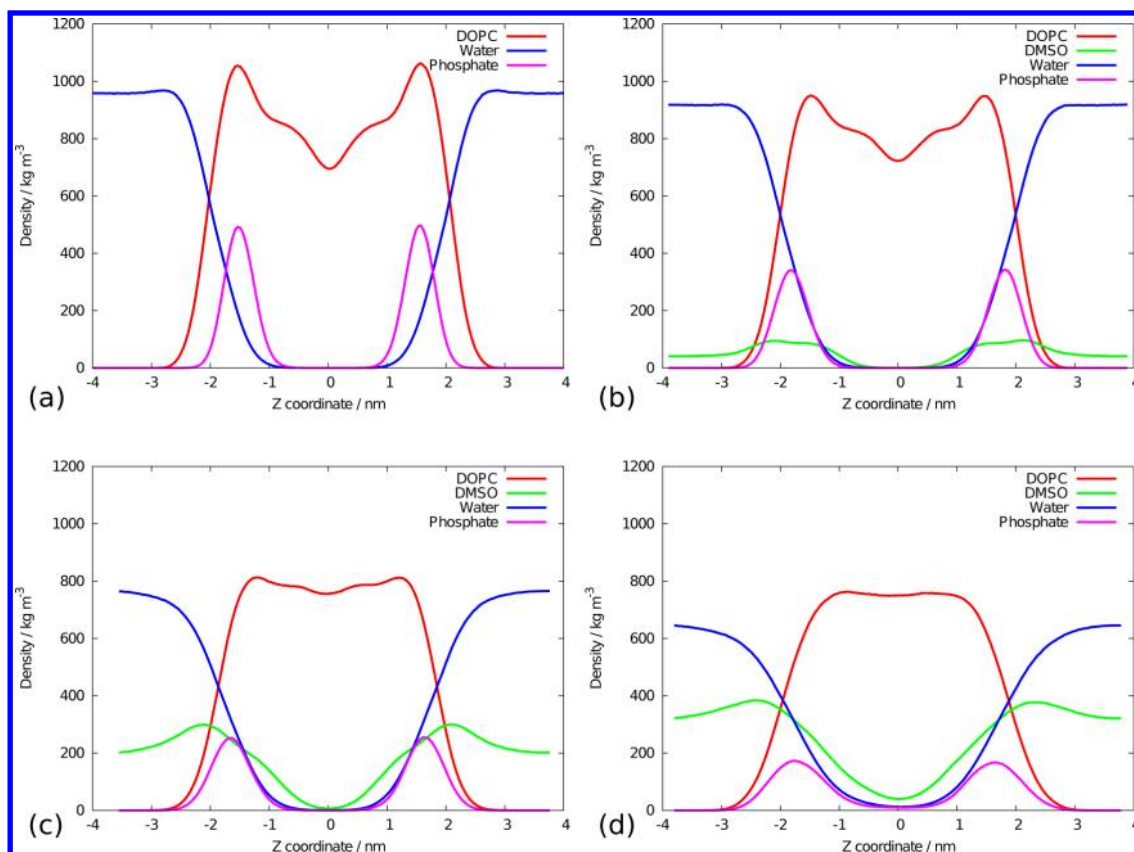 1200
1000
800
600
400
200
0
Density / kg m⁻³
DOPC
Water
Phosphate
-4 -3 -2 -1 0 1 2 3 4
Z coordinate / nm
(a)
1200
1000
800
600
400
200
0
Density / kg m⁻³
DOPC
DMSO
Water
Phosphate
-4 -3 -2 -1 0 1 2 3 4
Z coordinate / nm
(b)
1200
1000
800
600
400
200
0
Density / kg m⁻³
DOPC
DMSO
Water
Phosphate
-4 -3 -2 -1 0 1 2 3 4
Z coordinate / nm
(c)
1200
1000
800
600
400
200
0
Density / kg m⁻³
DOPC
DMSO
Water
Phosphate
-4 -3 -2 -1 0 1 2 3 4
Z coordinate / nm
(d)